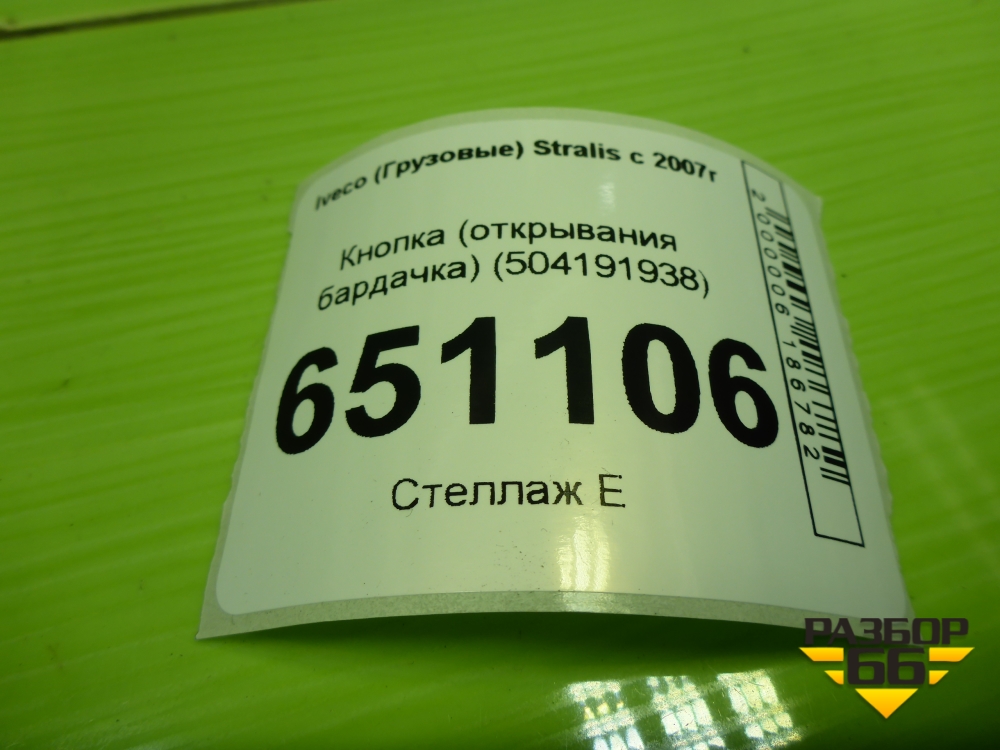 Iveco (Грузовые) Stralis с 2007г
Кнопка (открывания
бардачка) (504191938)
651106
Стеллаж Е
2000006186782
РАЗБОР
66